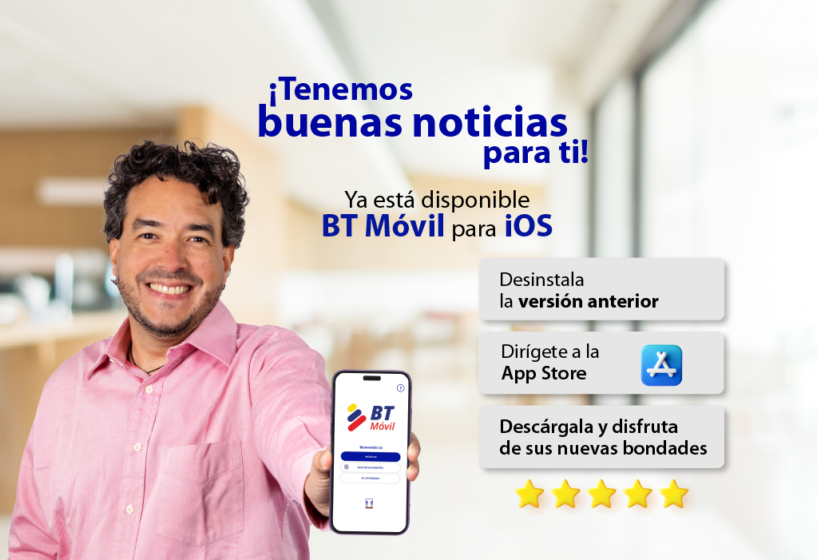 ¡Tenemos
buenas noticias
para ti!
Ya está disponible
BT Móvil para iOS
Desinstala
la versión anterior
Dirígete a la
App Store
Descárgala y disfruta
de sus nuevas bondades
BT
Móvil